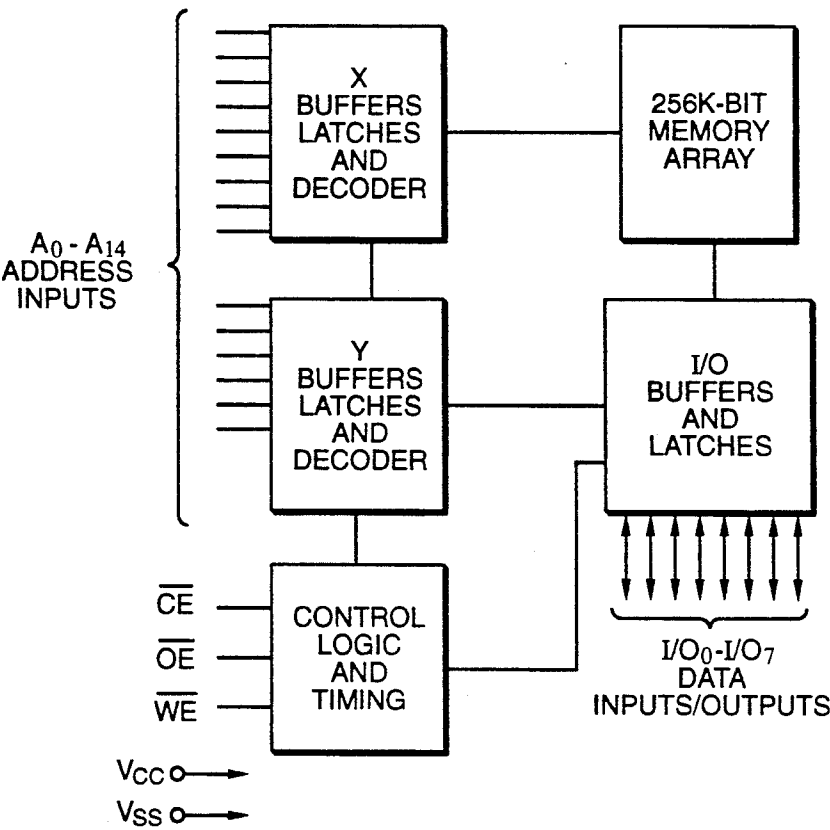 X
BUFFERS
LATCHES
AND
DECODER
256K-BIT
MEMORY
ARRAY
A0 - A14
ADDRESS
INPUTS
Y
BUFFERS
LATCHES
AND
DECODER
I/O
BUFFERS
AND
LATCHES
CE
OE
WE
CONTROL
LOGIC
AND
TIMING
I/O0-I/O7
DATA
INPUTS/OUTPUTS
VCC
VSS